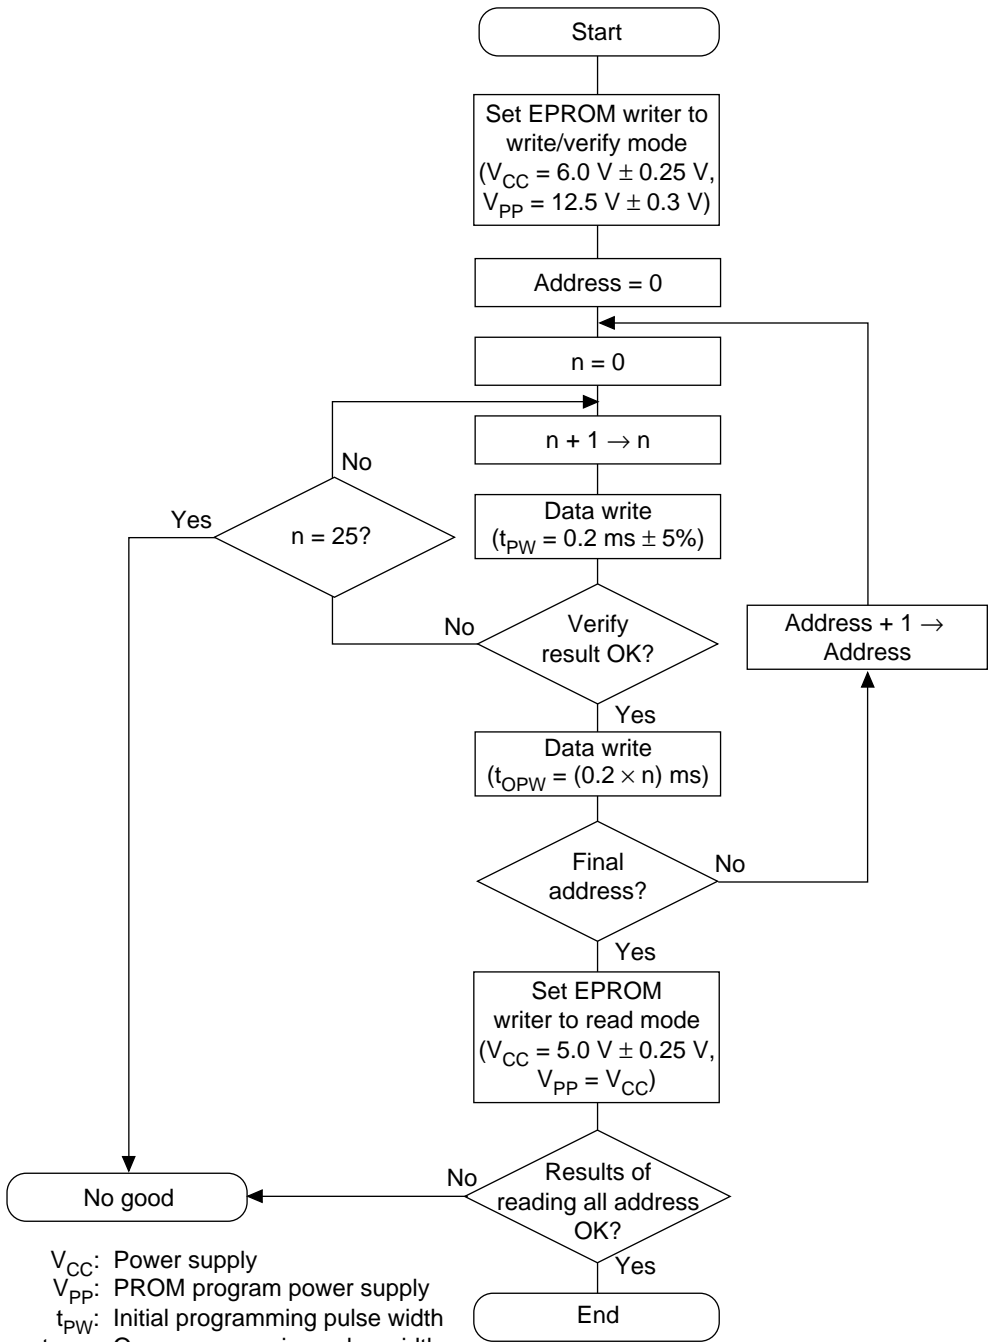 Start
Set EPROM writer to
write/verify mode
(VCC = 6.0 V ± 0.25 V,
VPP = 12.5 V ± 0.3 V)
Address = 0
n = 0
n + 1 → n
No
Yes
n = 25?
Data write
(tPW = 0.2 ms ± 5%)
No
Verify
result OK?
Address + 1 →
Address
Yes
Data write
(tOPW = (0.2 × n) ms)
Final
address?
No
Yes
Set EPROM
writer to read mode
(VCC = 5.0 V ± 0.25 V,
VPP = VCC)
No
Results of
reading all address
OK?
No good
Yes
End
VCC: Power supply
VPP: PROM program power supply
tPW: Initial programming pulse width